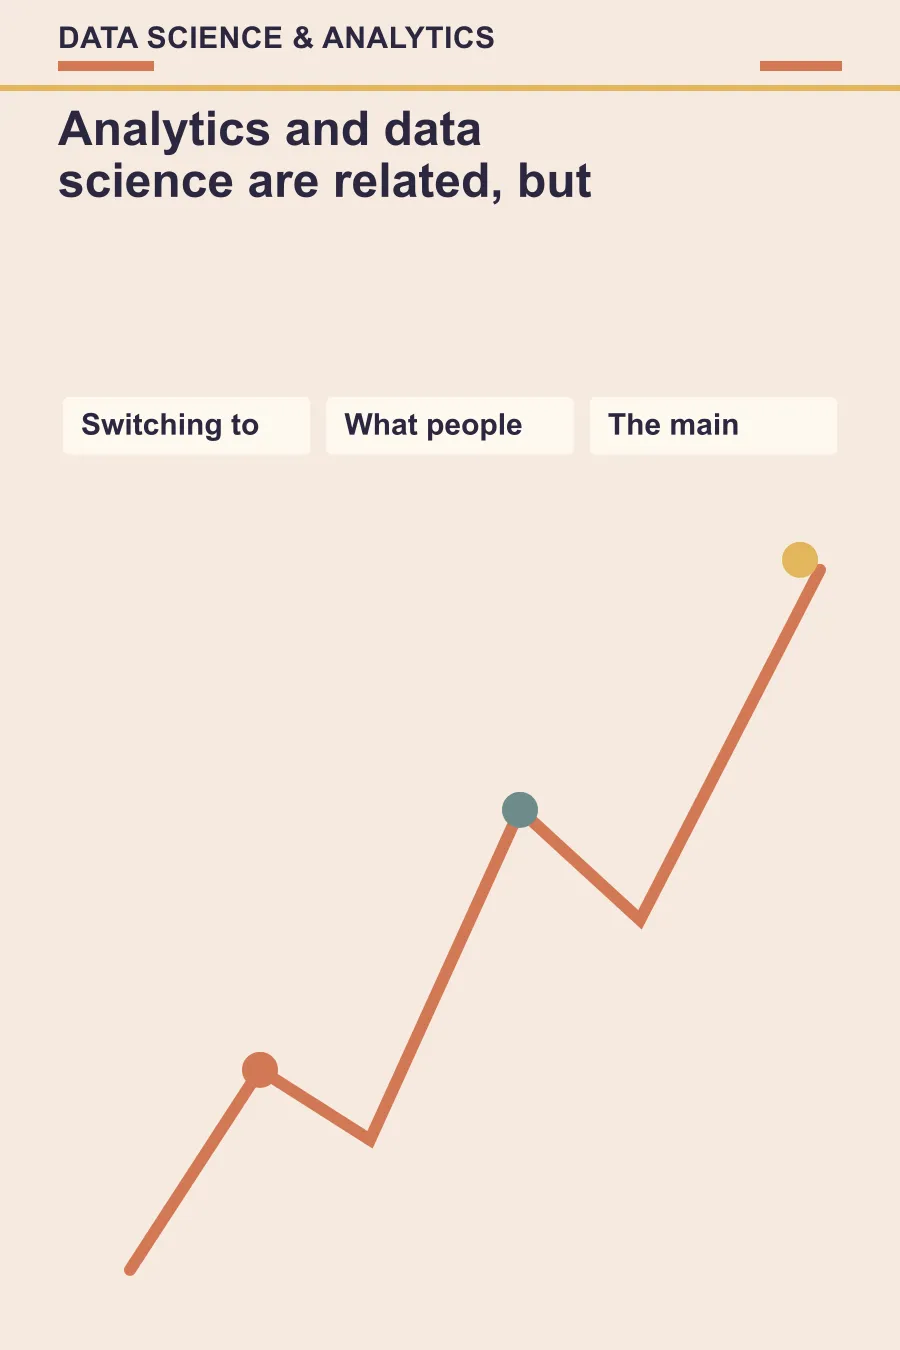 DATA SCIENCE & ANALYTICS
Analytics and data
science are related, but
Switching to
What people
The main